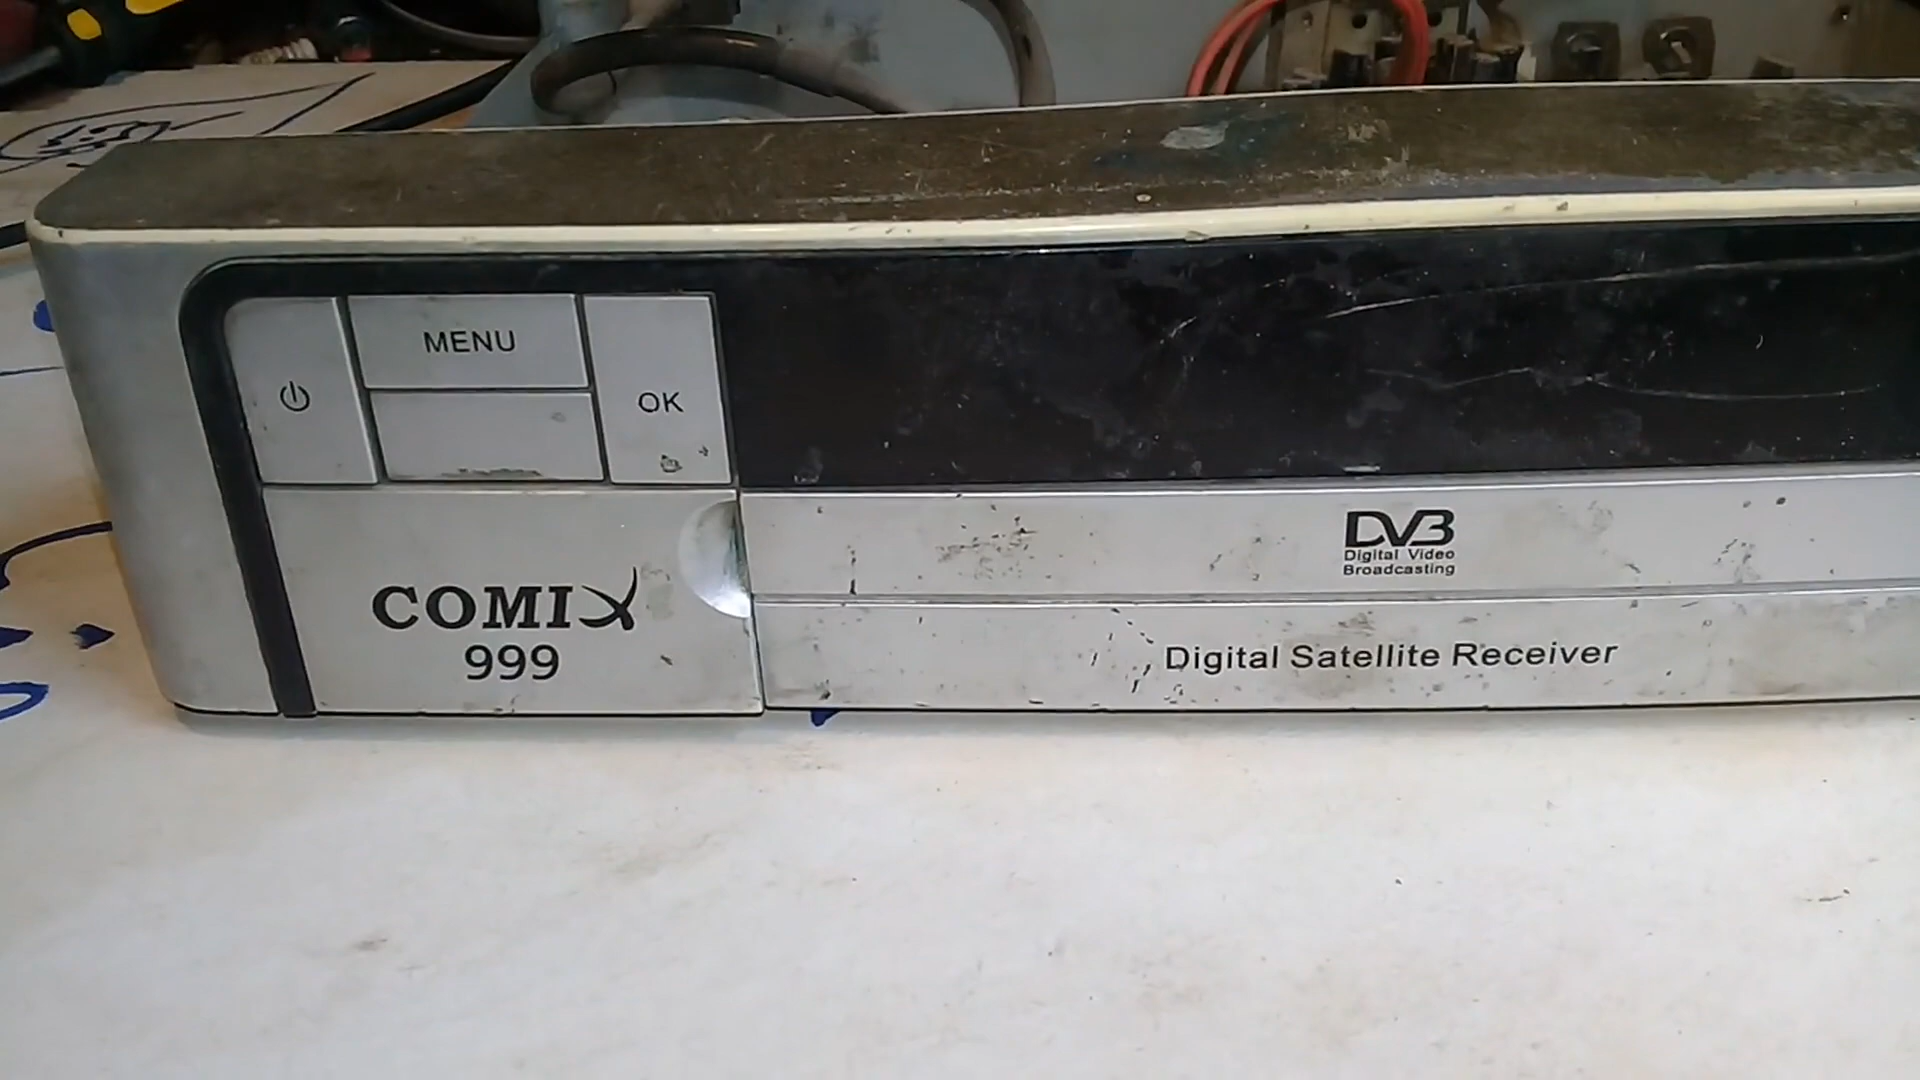 MENU
OK
COMIX
999
DVB
Digital Video
Broadcasting
Digital Satellite Receiver